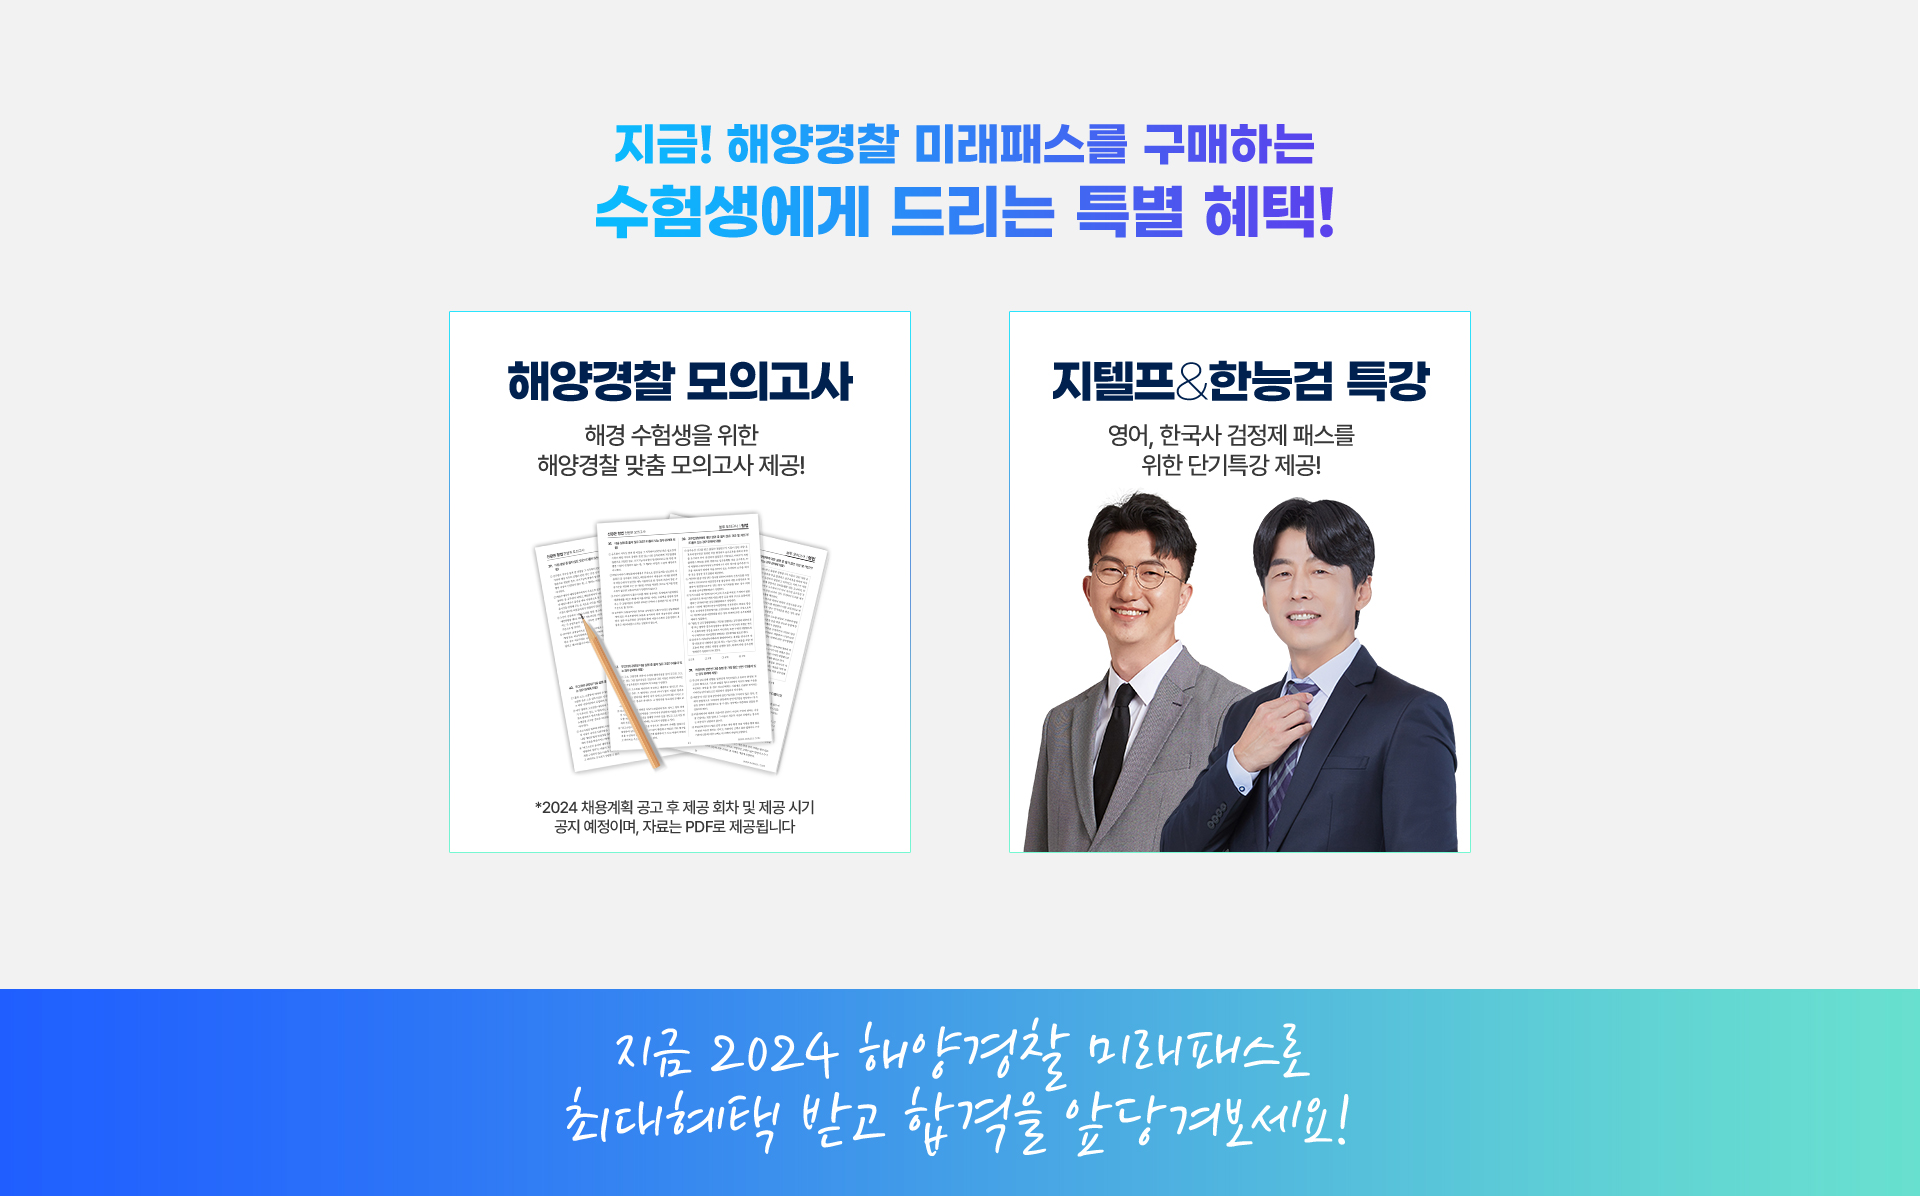 지금! 해양경찰 미래패스를 구매하는
수험생에게 드리는 특별 혜택!
해양경찰 모의고사
해경 수험생을 위한
해양경찰 맞춤 모의고사 제공!
*2024 채용계획 공고 후 제공 회차 및 제공 시기
공지 예정이며, 자료는 PDF로 제공됩니다
지텔프&한능검 특강
영어, 한국사 검정제 패스를
위한 단기특강 제공!
지금 2024 해양경찰 미래패스로
최대혜택 받고 합격을 앞당겨보세요!